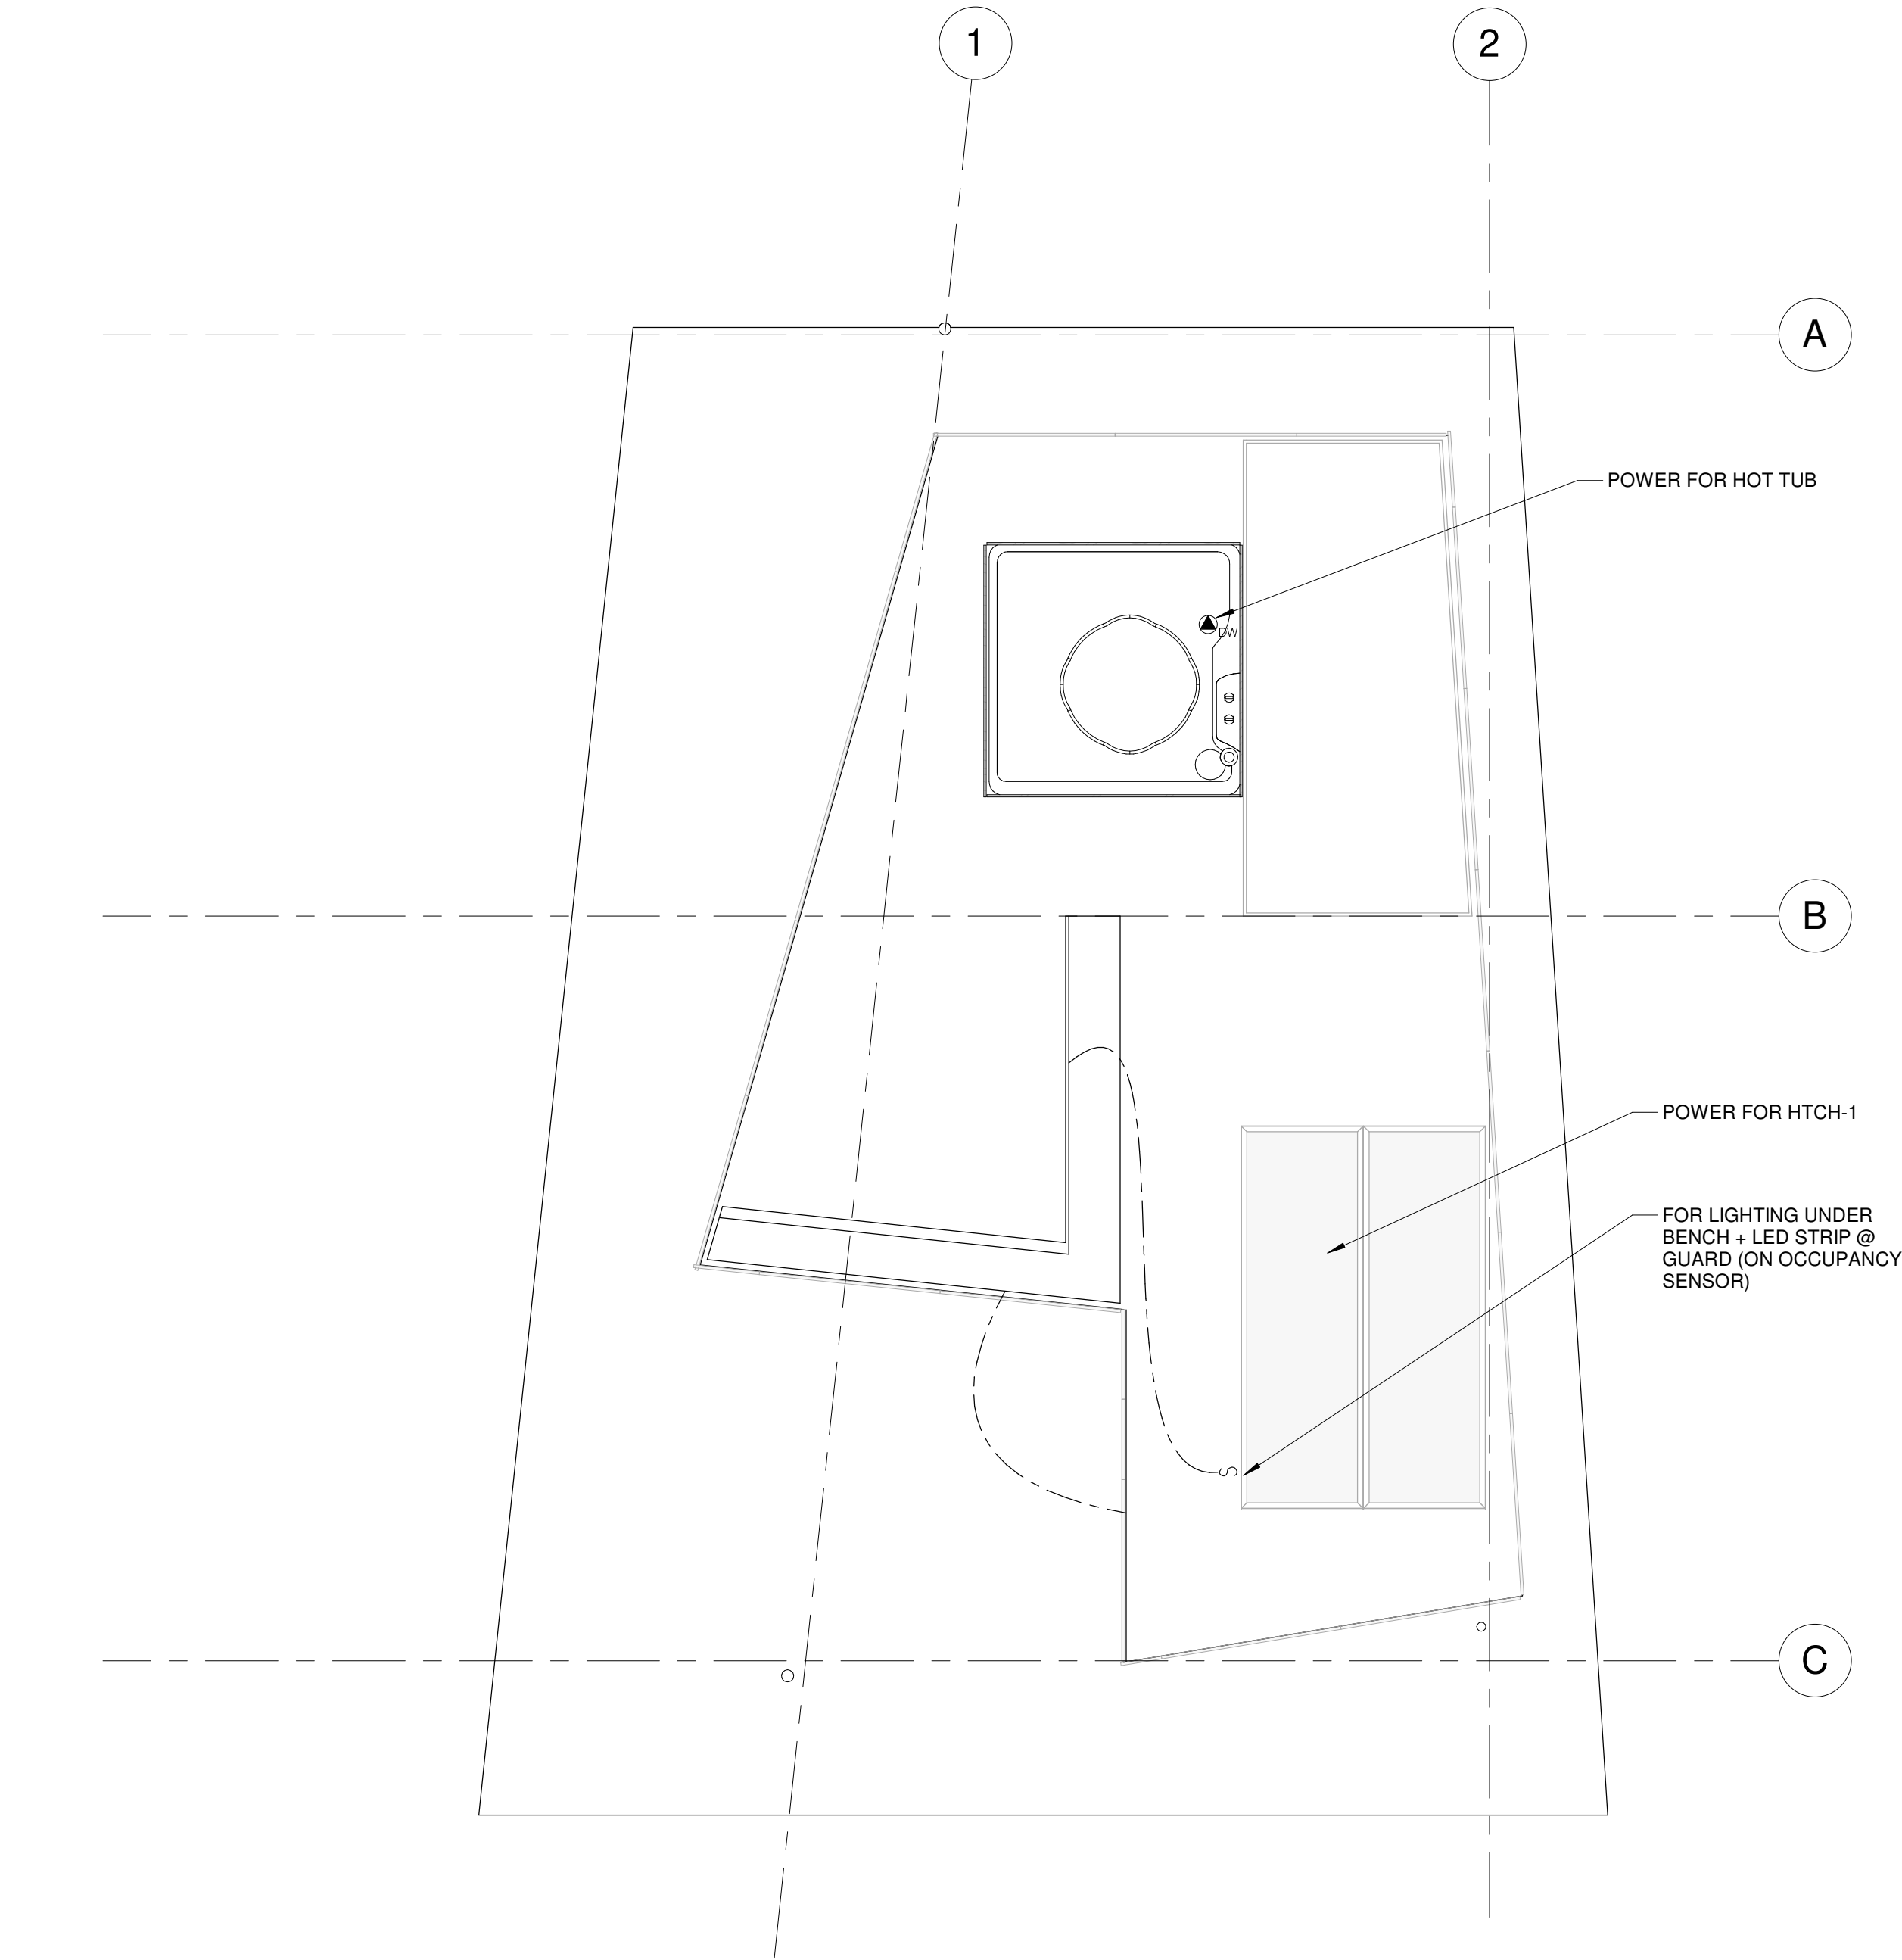 1
2
A
POWER FOR HOT TUB
DW
B
POWER FOR HTCH-1
FOR LIGHTING UNDER
BENCH + LED STRIP @
GUARD (ON OCCUPANCY
SENSOR)
S
C